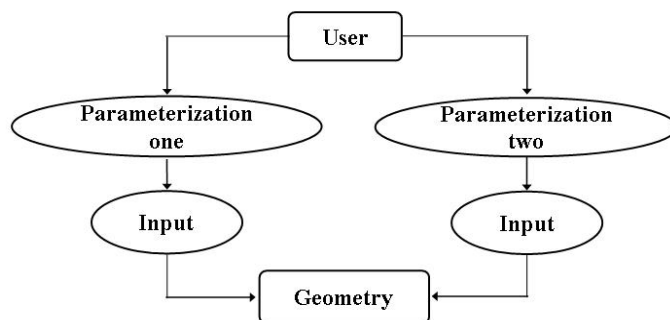 User
Parameterization
one
Parameterization
two
Input
Input
Geometry